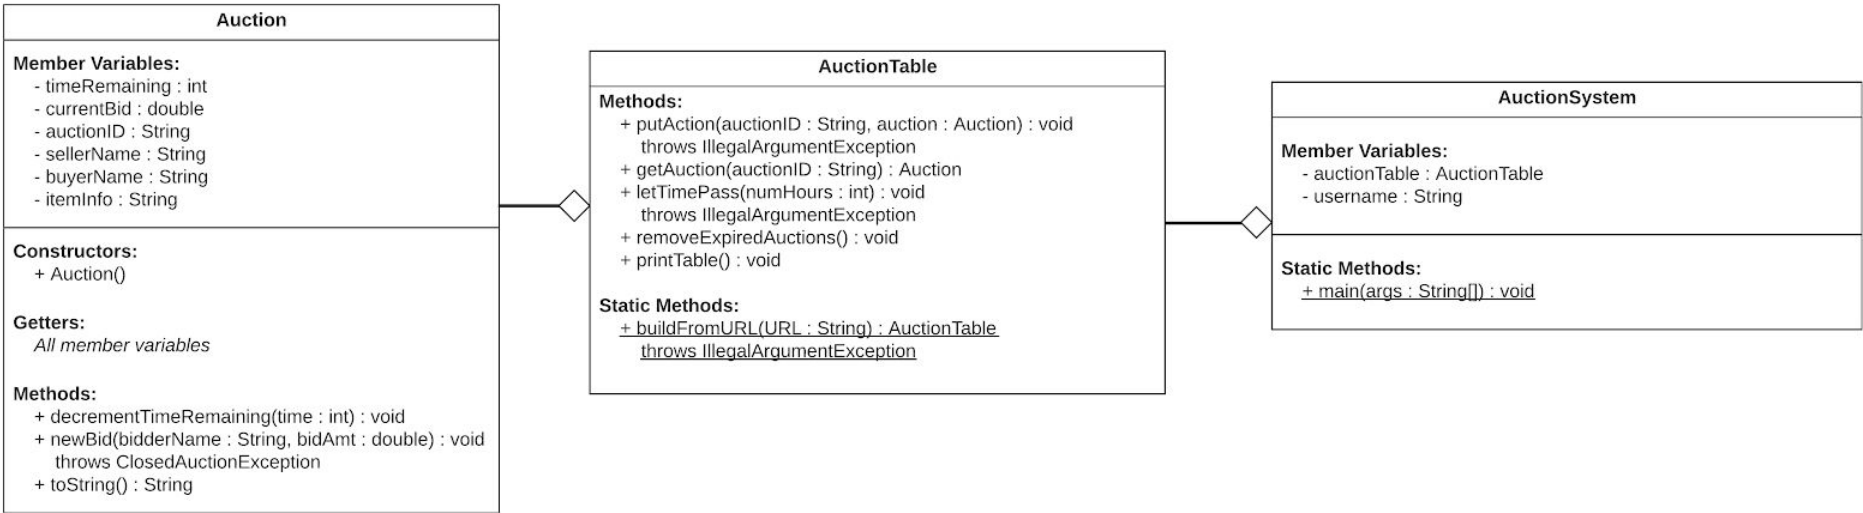 Auction
Member Variables:
- timeRemaining : int
- currentBid : double
- auctionID : String
- sellerName : String
- buyerName : String
- itemInfo : String
Constructors:
+ Auction()
Getters:
All member variables
Methods:
+ decrementTimeRemaining(time : int) : void
+ newBid(bidderName : String, bidAmt : double) : void
throws ClosedAuctionException
+ toString() : String
AuctionTable
Methods:
+ putAction(auctionID : String, auction : Auction) : void
throws IllegalArgumentException
+ getAuction(auctionID : String) : Auction
+ letTimePass(numHours : int) : void
throws IllegalArgumentException
+ removeExpiredAuctions() : void
+ printTable() : void
Static Methods:
+ buildFromURL(URL : String) : AuctionTable
throws IllegalArgumentException
AuctionSystem
Member Variables:
- auctionTable : AuctionTable
- username : String
Static Methods:
+ main(args : String[]) : void